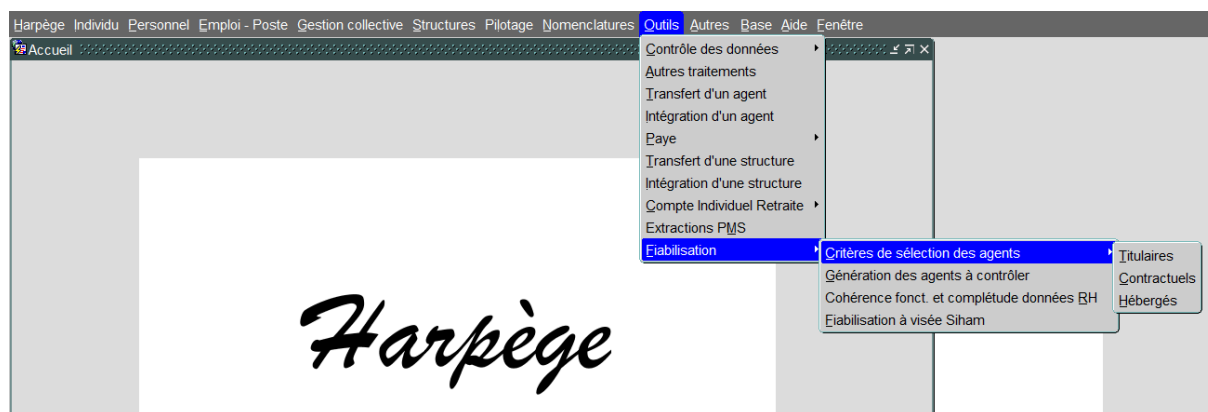 Harpège Individu Personnel Emploi - Poste Gestion collective Structures Pilotage Nomenclatures Outils Autres Base Aide Fenêtre
Accueil
Contrôle des données
Autres traitements
Transfert d'un agent
Intégration d'un agent
Paye
Transfert d'une structure
Intégration d'une structure
Compte Individuel Retraite
Extractions PMS
Fiabilisation
Critères de sélection des agents
Génération des agents à contrôler
Cohérence fonct. et complétude données RH
Fiabilisation à visée Siham
Titulaires
Contractuels
Hébergés
Harpège